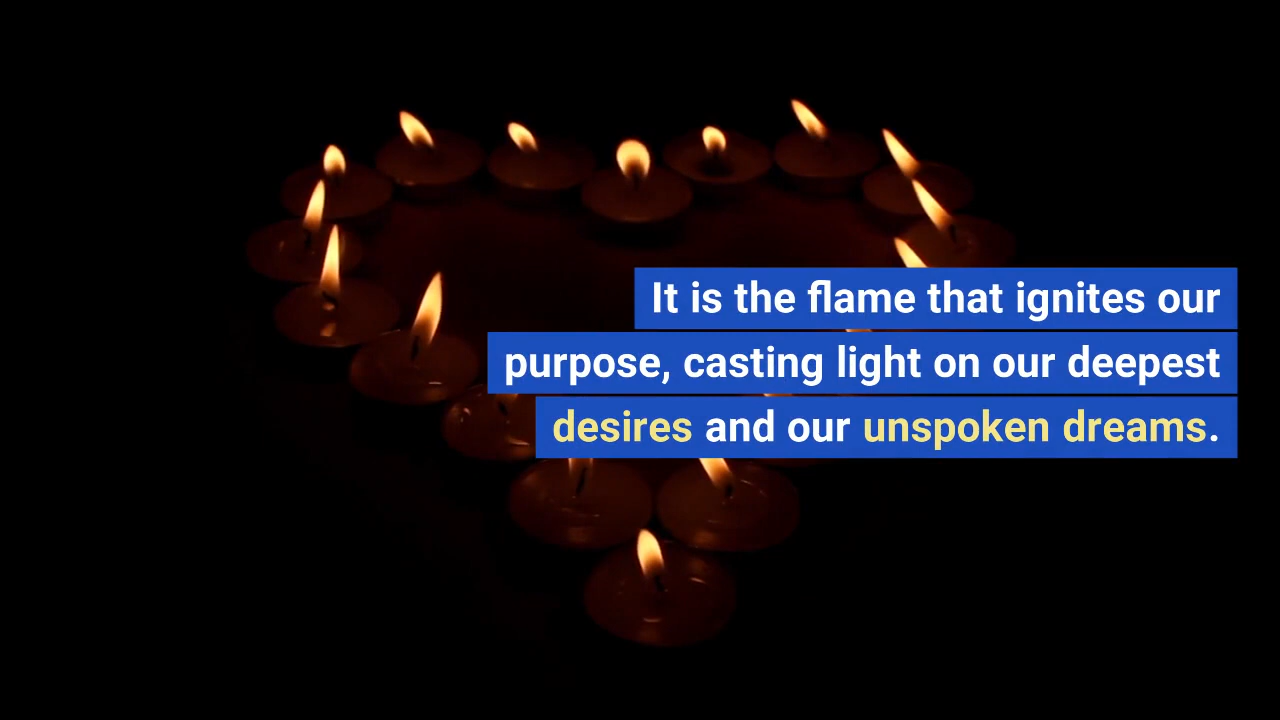 It is the flame that ignites our
purpose, casting light on our deepest
desires and our unspoken dreams.